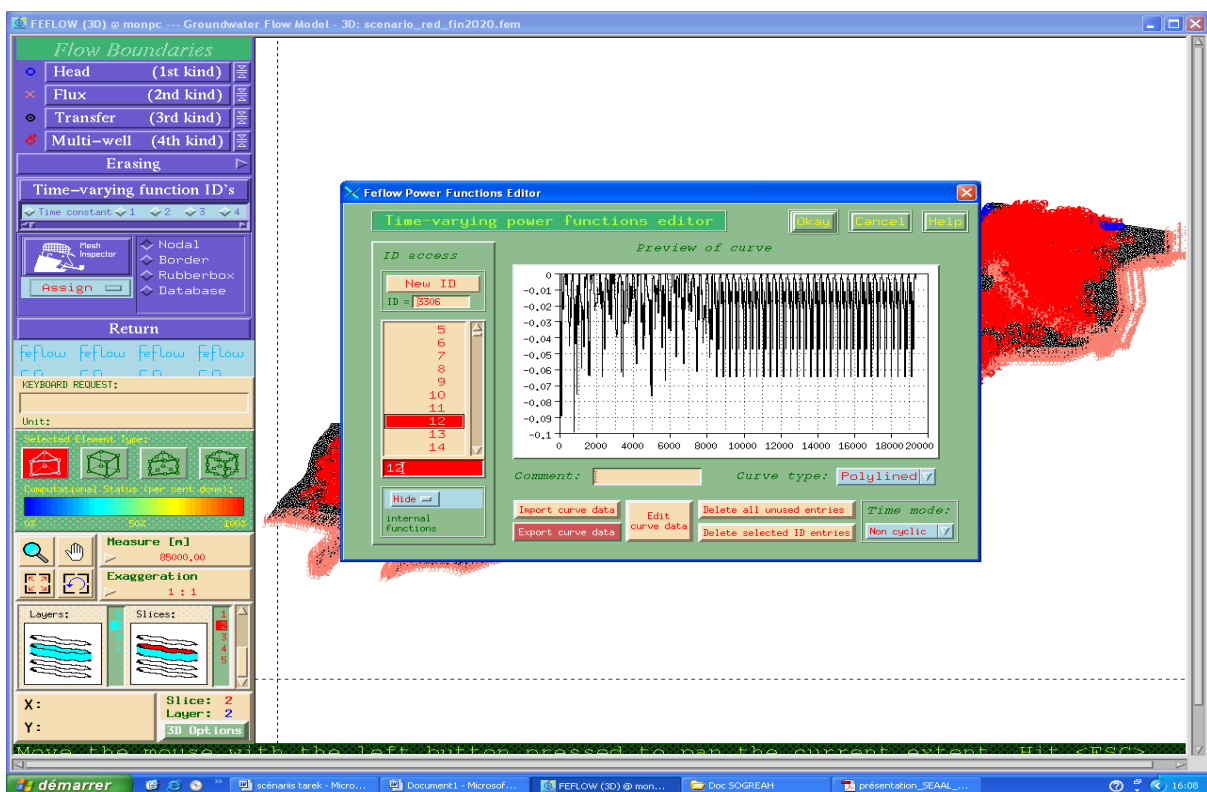 FEFLOW (3D) @ monpc --- Groundwater Flow Model - 3D: scenario_red_fin2020.fem
Flow Boundaries
Head (1st kind)
Flux (2nd kind)
Transfer (3rd kind)
Multi-well (4th kind)
Erasing
Time-varying function ID's
Time constant 1 2 3 4
Mesh Inspector
Assign
Nodal
Border
Rubberbox
Database
Return
feflow feflow feflow feflow
KEYBOARD REQUEST:
Unit:
Selected Element Type:
Computational Status (per cent done):
0% 50% 100%
Measure [m]
85000.00
Exaggeration
1 : 1
Layers: Slices:
1
2
3
4
5
X:
Y:
Slice: 2
Layer: 2
3D Options
Feflow Power Functions Editor
Time-varying power functions editor
Okay Cancel Help
ID access
New ID
ID = 3306
5
6
7
8
9
10
11
12
13
14
12
Hide
internal functions
Preview of curve
0
-0.01
-0.02
-0.03
-0.04
-0.05
-0.06
-0.07
-0.08
-0.09
-0.1
0 2000 4000 6000 8000 10000 12000 14000 16000 18000 20000
Comment:
Curve type: Polylined
Import curve data
Export curve data
Edit curve data
Delete all unused entries
Delete selected ID entries
Time mode:
Non cyclic
Move the mouse with the left button pressed to pan the current extent. Hit <ESC>
démarrer
scénariis tarek - Micro...
Document1 - Microsof...
FEFLOW (3D) @ mon...
Doc SOGREAH
présentation_SEAAL_...
16:08